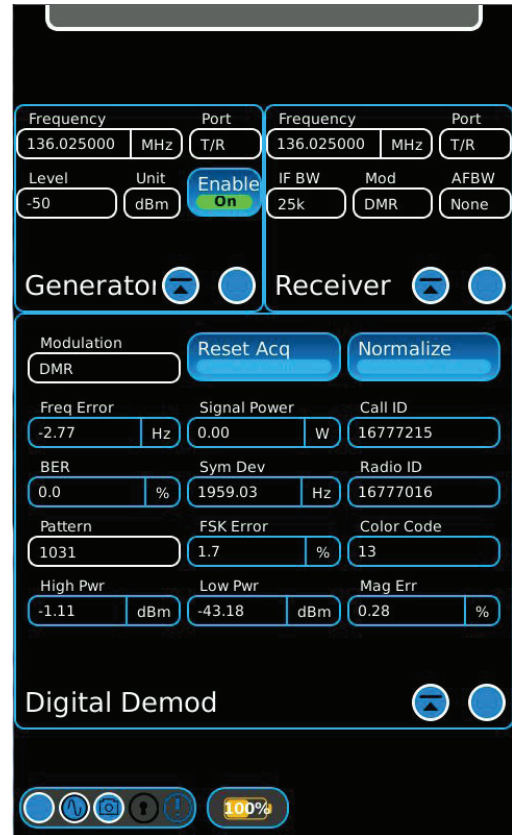 Frequency Port
136.025000 MHz T/R
Level Unit Enable
-50 dBm On
Generator
Frequency Port
136.025000 MHz T/R
IF BW Mod AFBW
25k DMR None
Receiver
Modulation Reset Acq Normalize
DMR
Freq Error Signal Power Call ID
-2.77 Hz 0.00 W 16777215
BER Sym Dev Radio ID
0.0 % 1959.03 Hz 16777016
Pattern FSK Error Color Code
1031 1.7 % 13
High Pwr Low Pwr Mag Err
-1.11 dBm -43.18 dBm 0.28 %
Digital Demod
100%